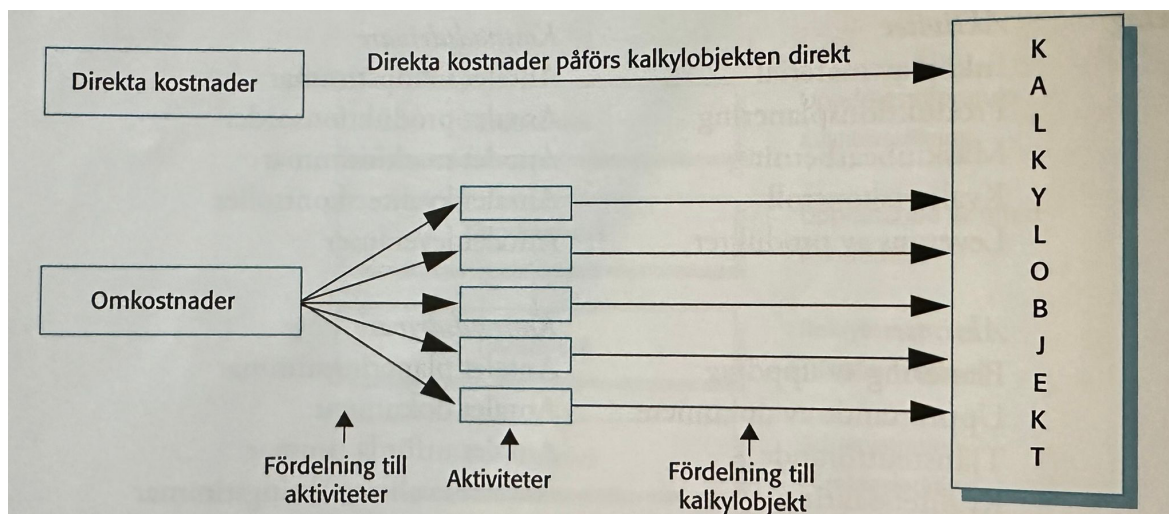 Direkta kostnader
Direkta kostnader påförs kalkylobjekten direkt
Omkostnader
Fördelning till
aktiviteter
Aktiviteter
Fördelning till
kalkylobjekt
K
A
L
K
Y
L
O
B
J
E
K
T